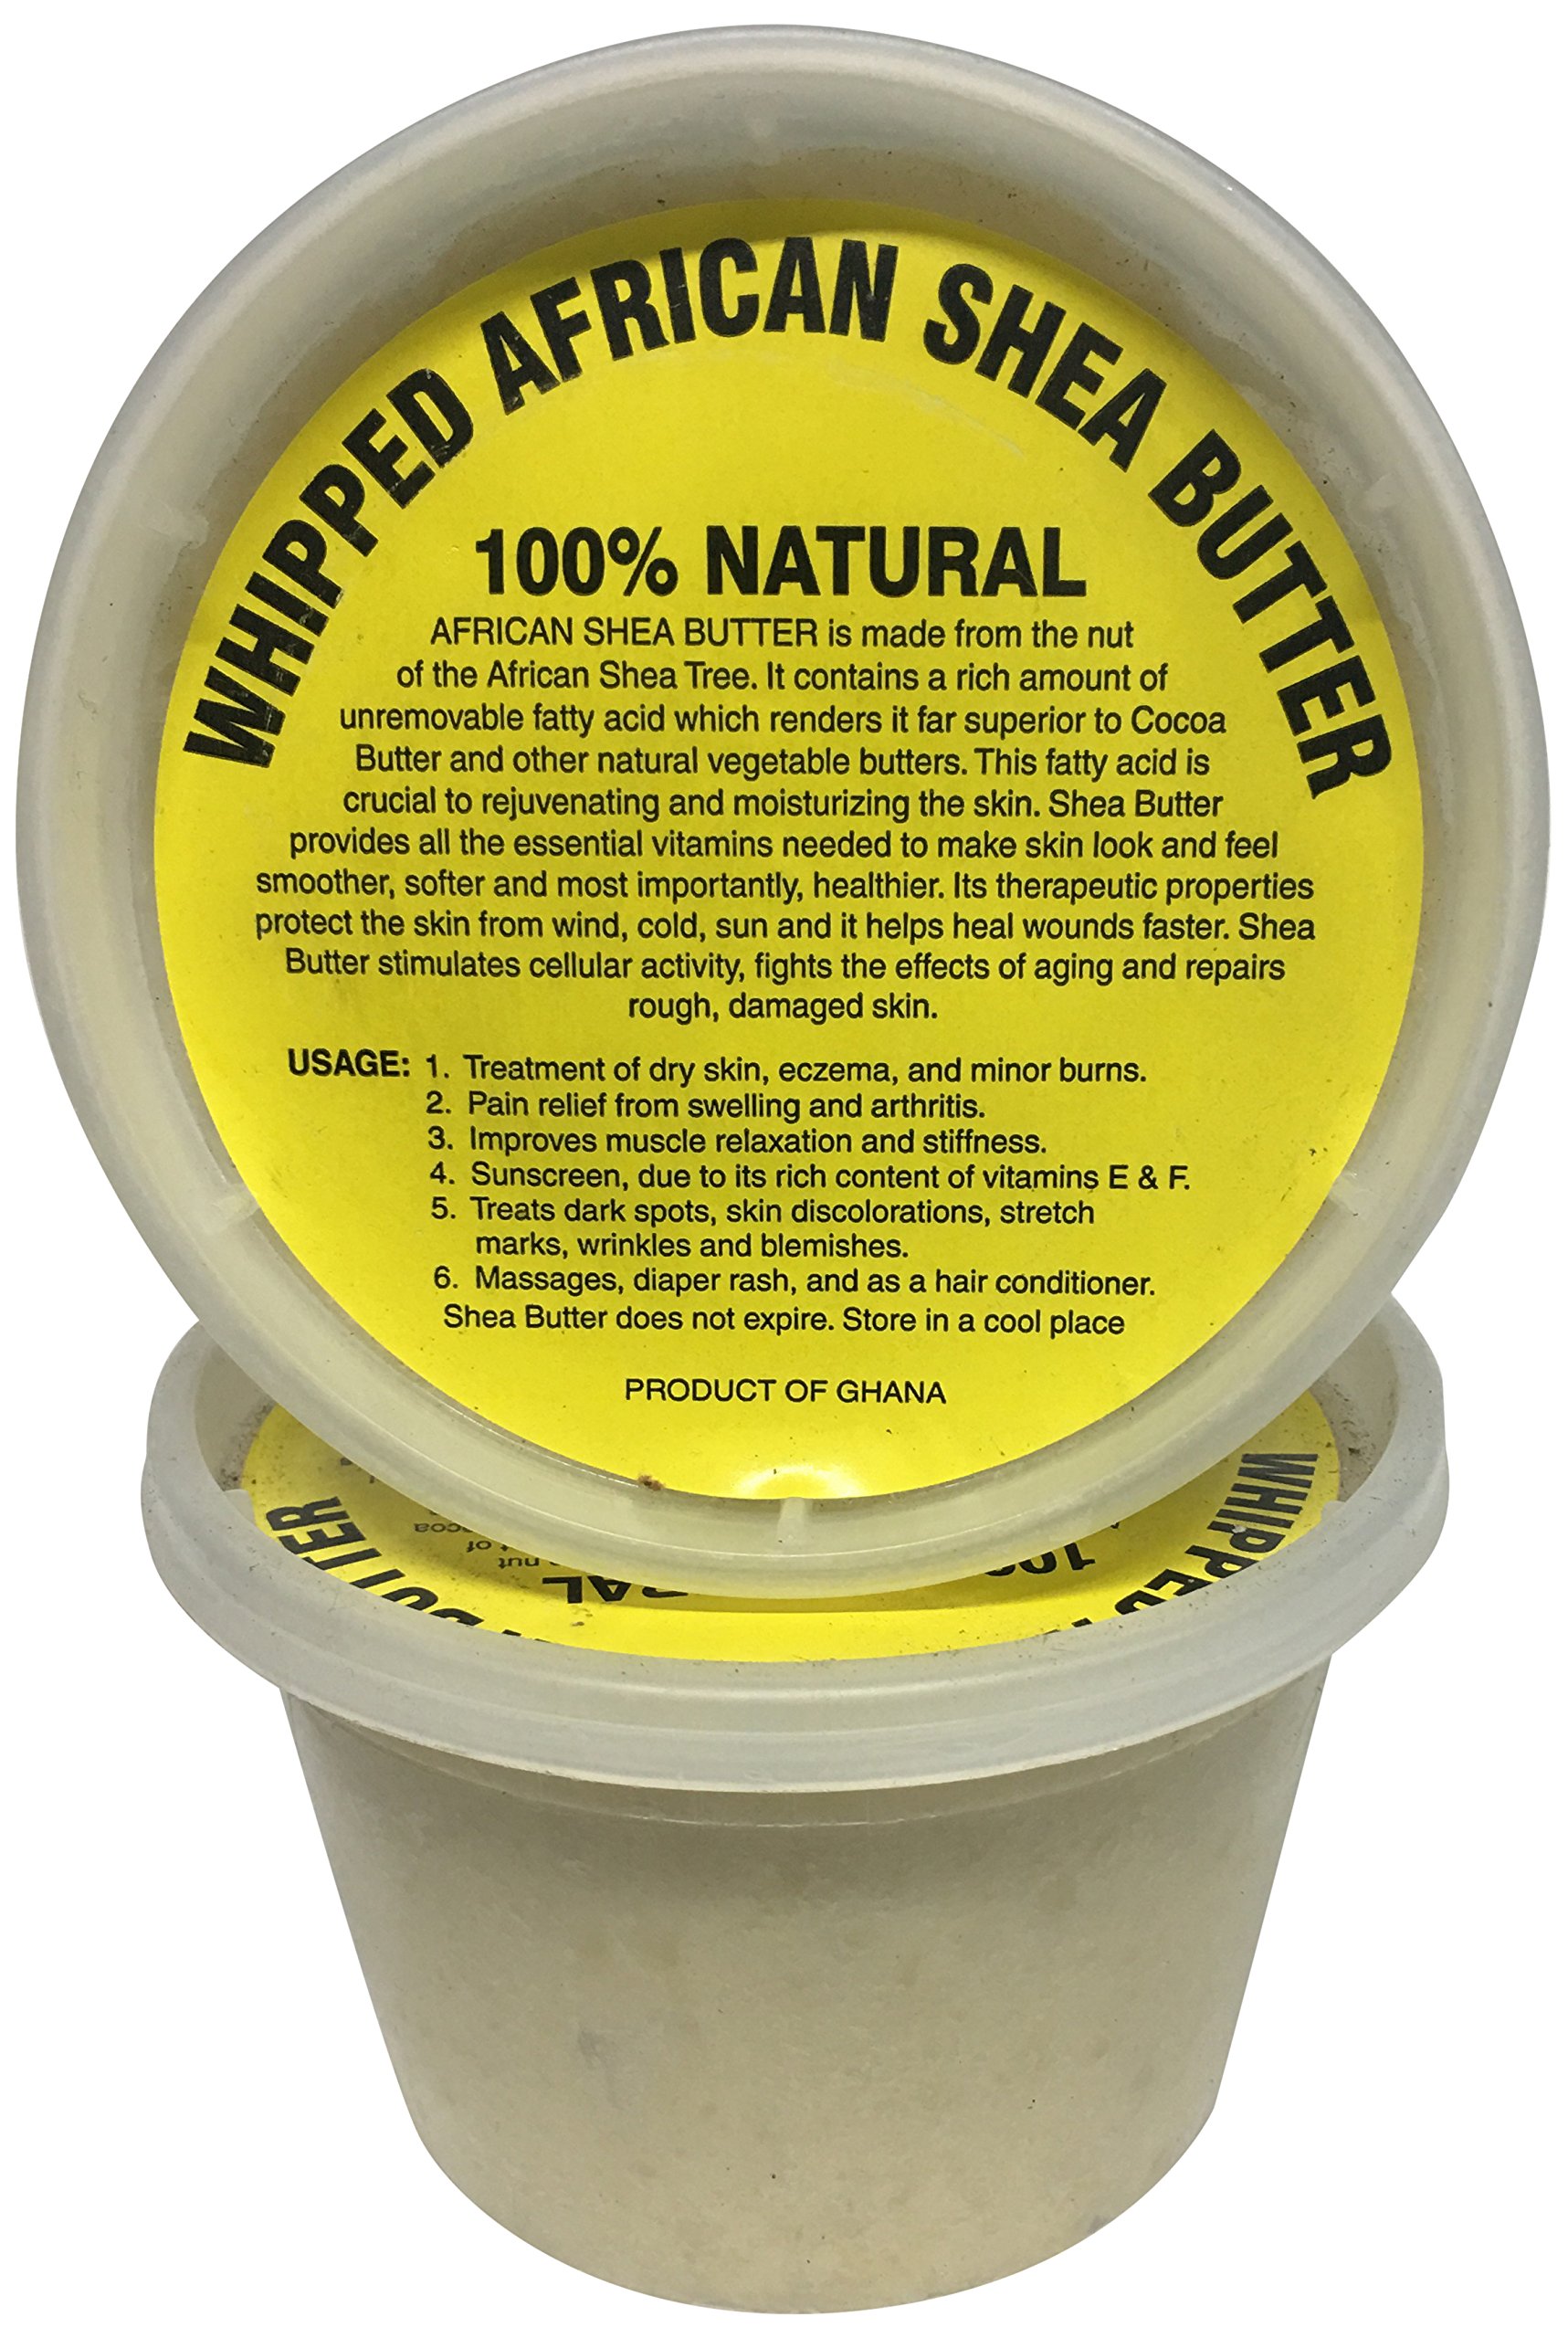 WHIPPED AFRICAN SHEA BUTTER
100% NATURAL
AFRICAN SHEA BUTTER is made from the nut
of the African Shea Tree. It contains a rich amount of
unremovable fatty acid which renders it far superior to Cocoa
Butter and other natural vegetable butters. This fatty acid is
crucial to rejuvenating and moisturizing the skin. Shea Butter
provides all the essential vitamins needed to make skin look and feel
smoother, softer and most importantly, healthier. Its therapeutic properties
protect the skin from wind, cold, sun and it helps heal wounds faster. Shea
Butter stimulates cellular activity, fights the effects of aging and repairs
rough, damaged skin.
USAGE: 1. Treatment of dry skin, eczema, and minor burns.
2. Pain relief from swelling and arthritis.
3. Improves muscle relaxation and stiffness.
4. Sunscreen, due to its rich content of vitamins E & F.
5. Treats dark spots, skin discolorations, stretch
marks, wrinkles and blemishes.
6. Massages, diaper rash, and as a hair conditioner.
Shea Butter does not expire. Store in a cool place
PRODUCT OF GHANA